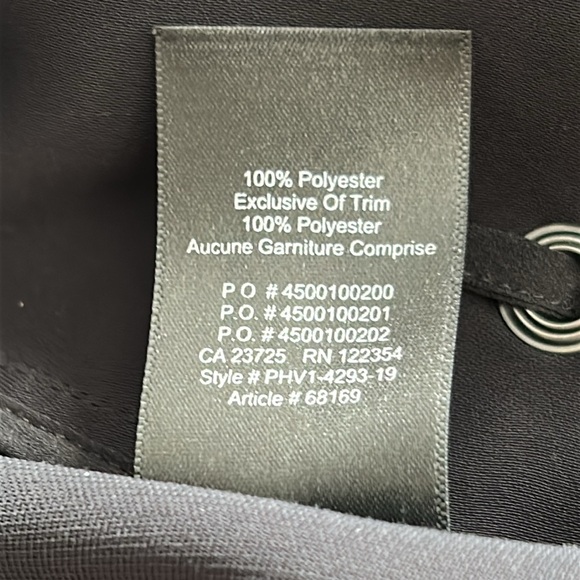 100% Polyester
Exclusive Of Trim
100% Polyester
Aucune Garniture Comprise
P O # 4500100200
P.O. # 4500100201
P.O. # 4500100202
CA 23725 RN 122354
Style # PHV1-4293-19
Article # 68169